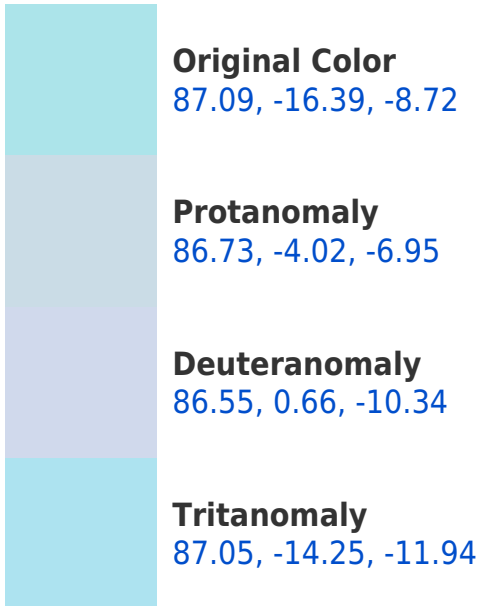 Original Color
87.09, -16.39, -8.72
Protanomaly
86.73, -4.02, -6.95
Deuteranomaly
86.55, 0.66, -10.34
Tritanomaly
87.05, -14.25, -11.94